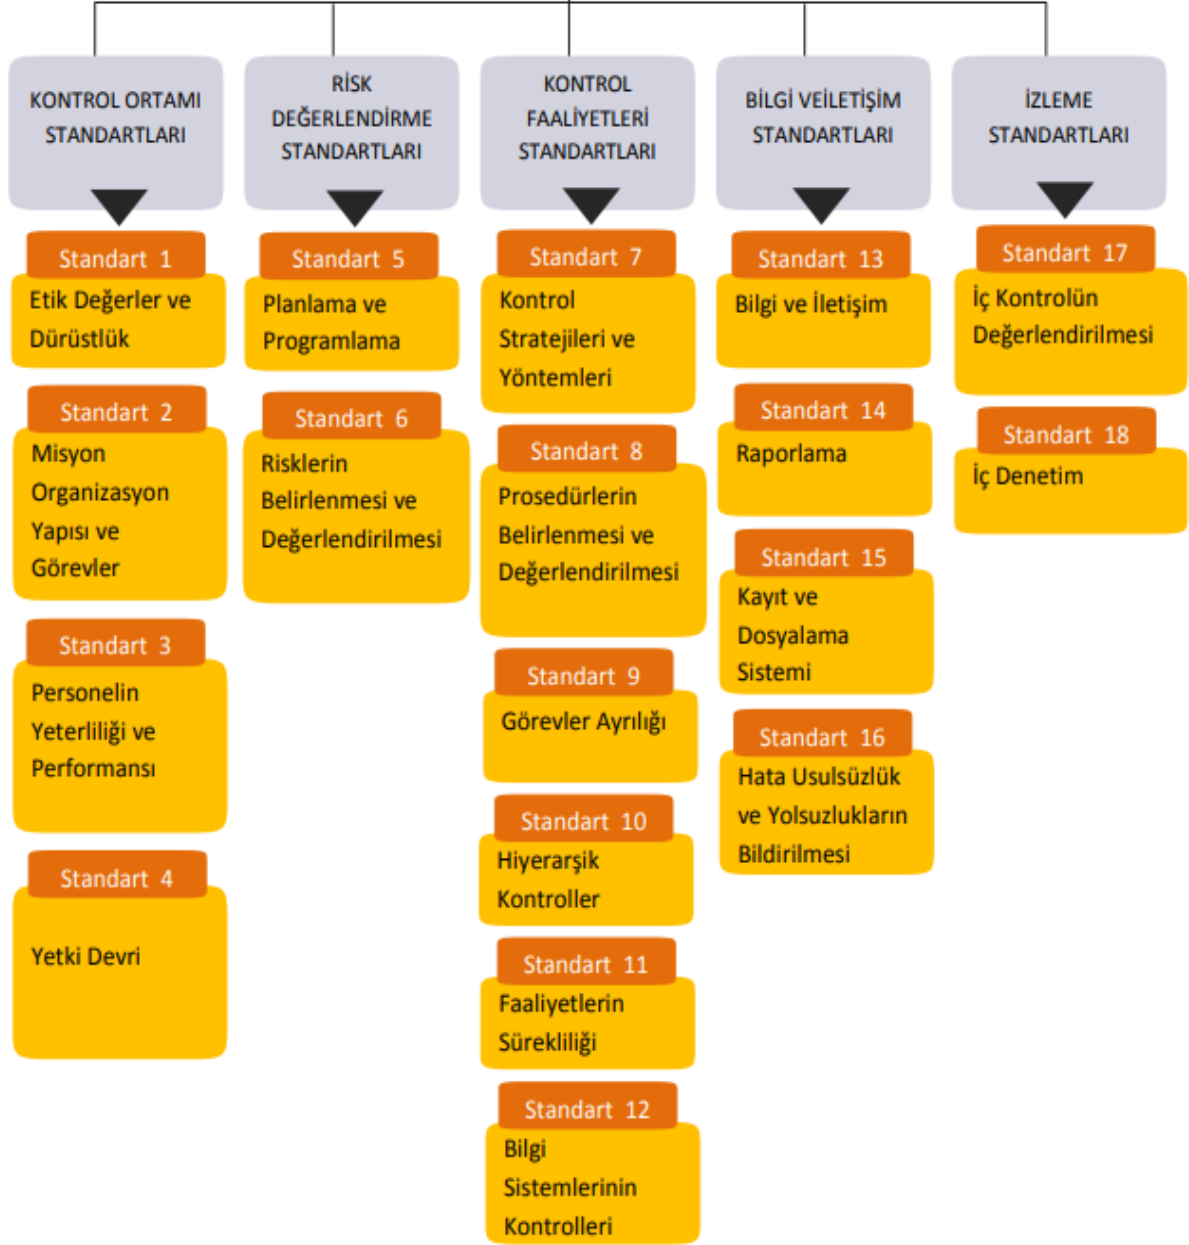 KONTROL ORTAMI
STANDARTLARI
Standart 1
Etik Değerler ve
Dürüstlük
Standart 2
Misyon
Organizasyon
Yapısı ve
Görevler
Standart 3
Personelin
Yeterliliği ve
Performansı
Standart 4
Yetki Devri
RİSK
DEĞERLENDİRME
STANDARTLARI
Standart 5
Planlama ve
Programlama
Standart 6
Risklerin
Belirlenmesi ve
Değerlendirilmesi
KONTROL
FAALİYETLERİ
STANDARTLARI
Standart 7
Kontrol
Stratejileri ve
Yöntemleri
Standart 8
Prosedürlerin
Belirlenmesi ve
Değerlendirilmesi
Standart 9
Görevler Ayrılığı
Standart 10
Hiyerarşik
Kontroller
Standart 11
Faaliyetlerin
Sürekliliği
Standart 12
Bilgi
Sistemlerinin
Kontrolleri
BİLGİ VEİLETİŞİM
STANDARTLARI
Standart 13
Bilgi ve İletişim
Standart 14
Raporlama
Standart 15
Kayıt ve
Dosyalama
Sistemi
Standart 16
Hata Usulsüzlük
ve Yolsuzlukların
Bildirilmesi
İZLEME
STANDARTLARI
Standart 17
İç Kontrolün
Değerlendirilmesi
Standart 18
İç Denetim